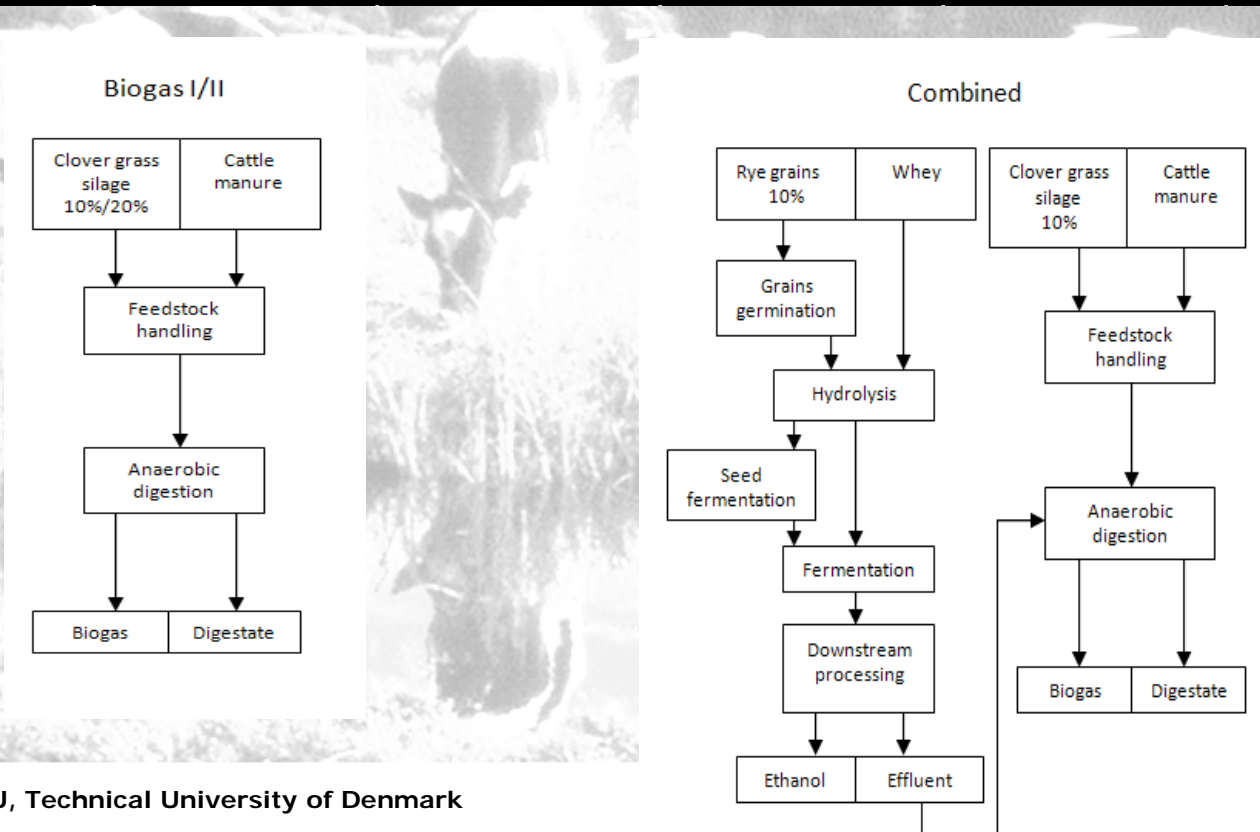 Biogas I/II
Clover grass
silage
10%/20%
Cattle
manure
Feedstock
handling
Anaerobic
digestion
Biogas
Digestate
Combined
Rye grains
10%
Whey
Clover grass
silage
10%
Cattle
manure
Grains
germination
Feedstock
handling
Hydrolysis
Seed
fermentation
Anaerobic
digestion
Fermentation
Downstream
processing
Biogas
Digestate
Ethanol
Effluent
, Technical University of Denmark